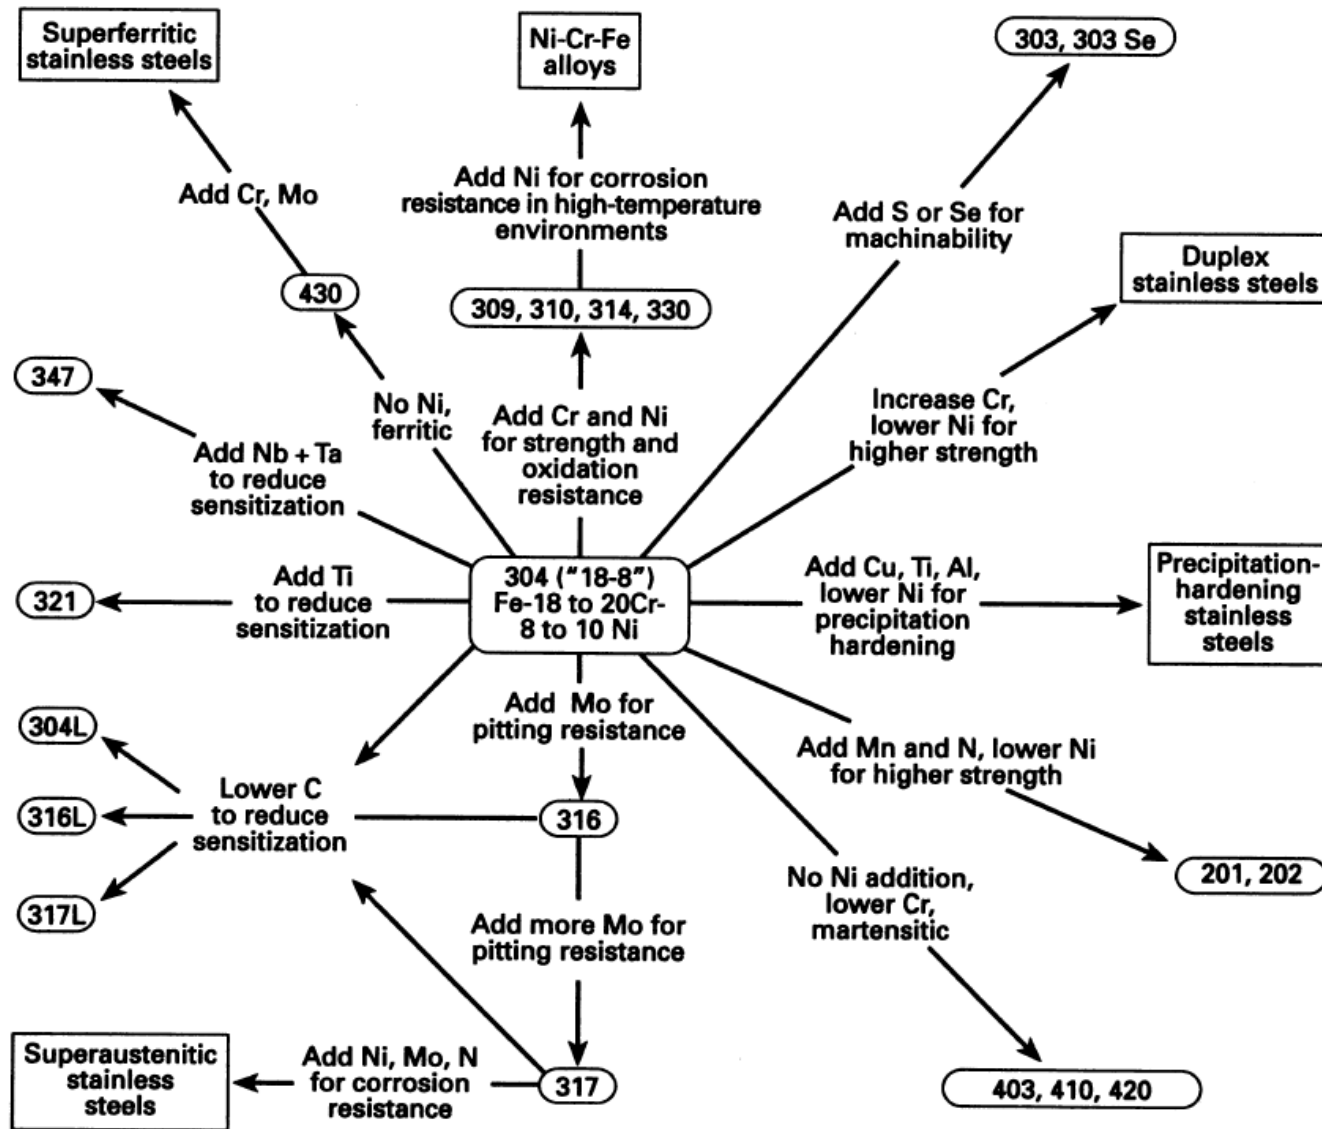 Superferritic
stainless steels
Ni-Cr-Fe
alloys
303, 303 Se
Add Cr, Mo
Add Ni for corrosion
resistance in high-temperature
environments
Add S or Se for
machinability
Duplex
stainless steels
430
309, 310, 314, 330
347
No Ni,
ferritic
Add Cr and Ni
for strength and
oxidation
resistance
Increase Cr,
lower Ni for
higher strength
Add Nb + Ta
to reduce
sensitization
304 ("18-8")
Fe-18 to 20Cr-
8 to 10 Ni
Add Ti
to reduce
sensitization
321
Add Cu, Ti, Al,
lower Ni for
precipitation
hardening
Precipitation-
hardening
stainless
steels
Add Mo for
pitting resistance
304L
316L
317L
Lower C
to reduce
sensitization
316
Add Mn and N, lower Ni
for higher strength
201, 202
No Ni addition,
lower Cr,
martensitic
Add more Mo for
pitting resistance
Superaustenitic
stainless
steels
Add Ni, Mo, N
for corrosion
resistance
317
403, 410, 420